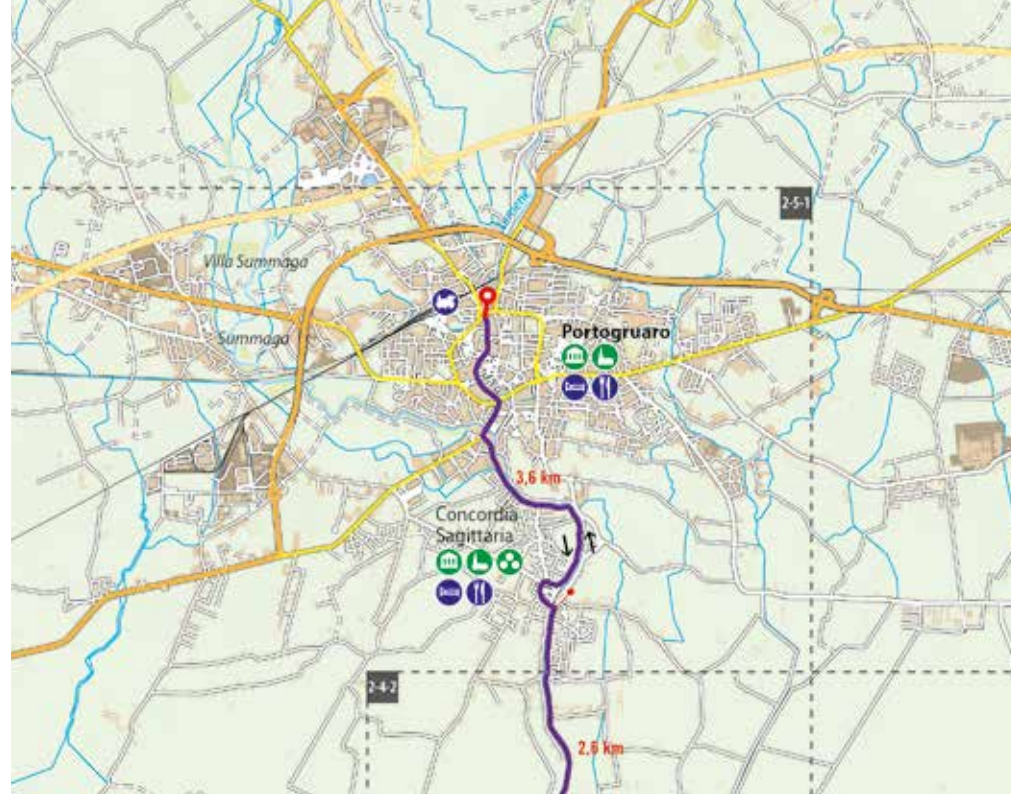 2-5-1
Villa Summaga
Summaga
Portogruaro
3,6 km
Concordia
Sagittaria
2-4-2
2,6 km